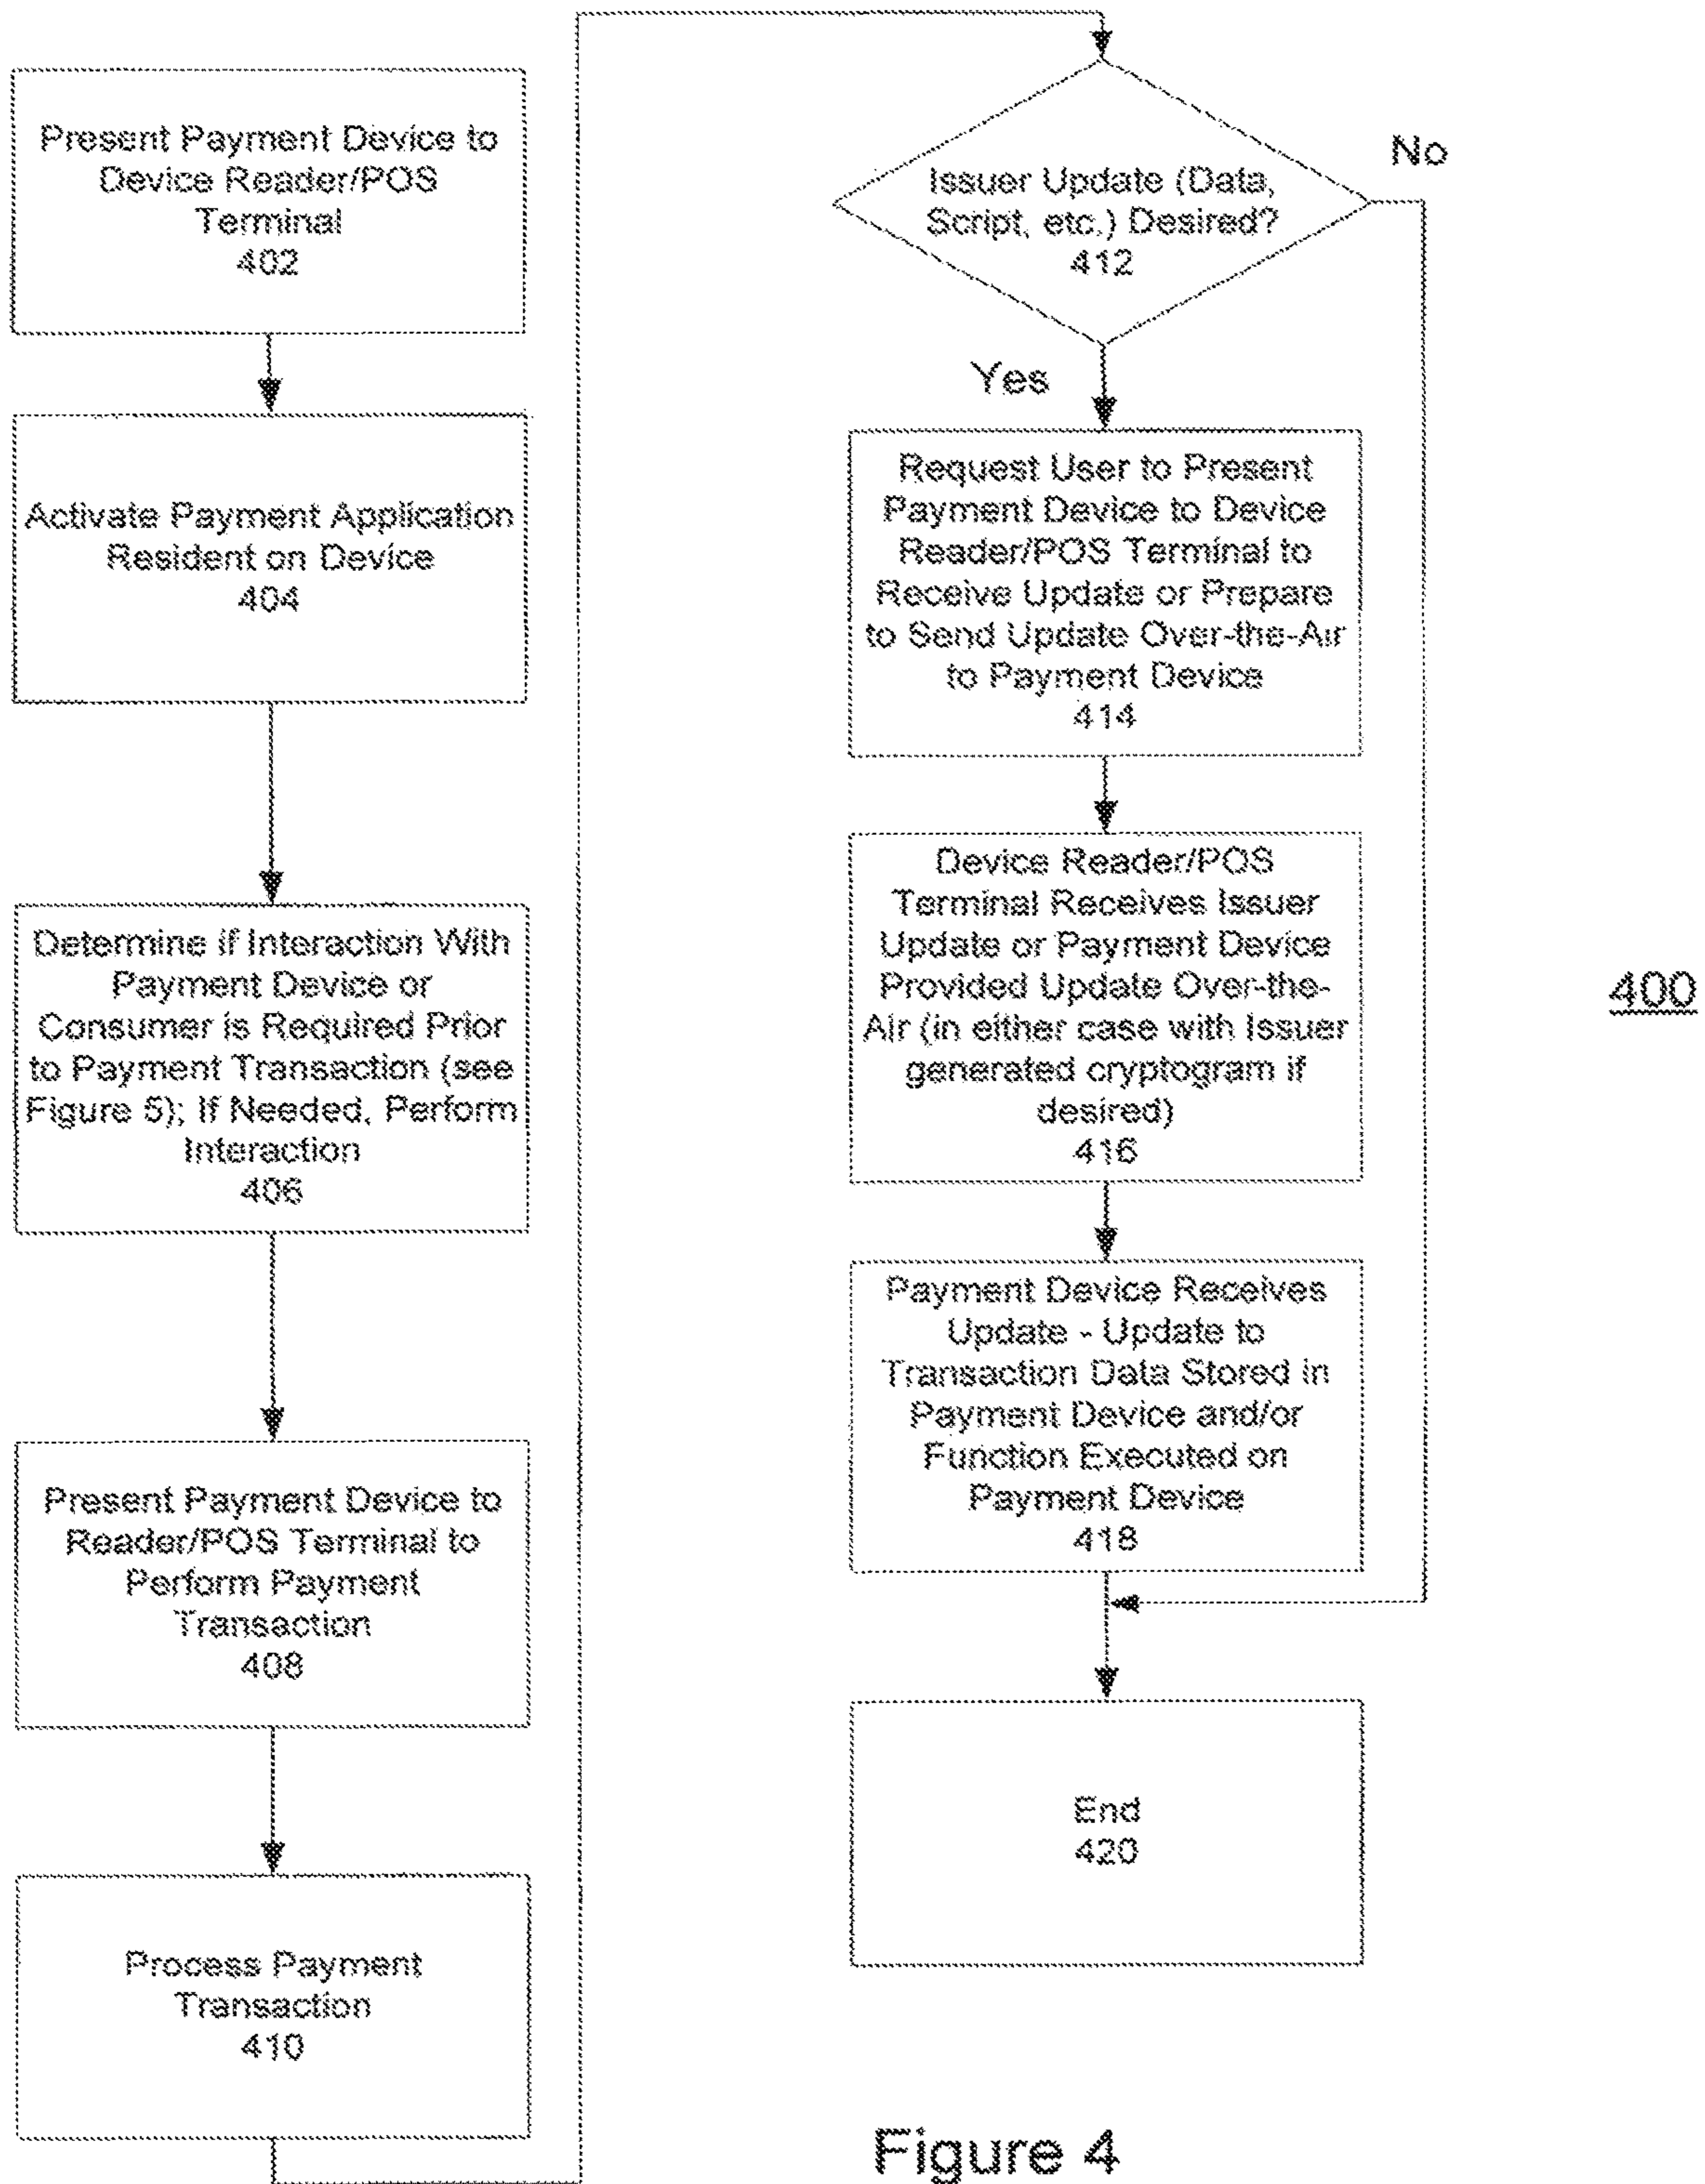 Present Payment Device to
Device Reader/POS
Terminal
402
Activate Payment Application
Resident on Device
404
Determine if Interaction With
Payment Device or
Consumer is Required Prior
to Payment Transaction (see
Figure 5); If Needed, Perform
Interaction
406
Present Payment Device to
Reader/POS Terminal to
Perform Payment
Transaction
408
Process Payment
Transaction
410
Issuer Update (Data,
Script, etc.) Desired?
412
No
Yes
Request User to Present
Payment Device to Device
Reader/POS Terminal to
Receive Update or Prepare
to Send Update Over-the-Air
to Payment Device
414
Device Reader/POS
Terminal Receives Issuer
Update or Payment Device
Provided Update Over-the-
Air (in either case with Issuer
generated cryptogram if
desired)
416
Payment Device Receives
Update - Update to
Transaction Data Stored in
Payment Device and/or
Function Executed on
Payment Device
418
End
420
400
Figure 4